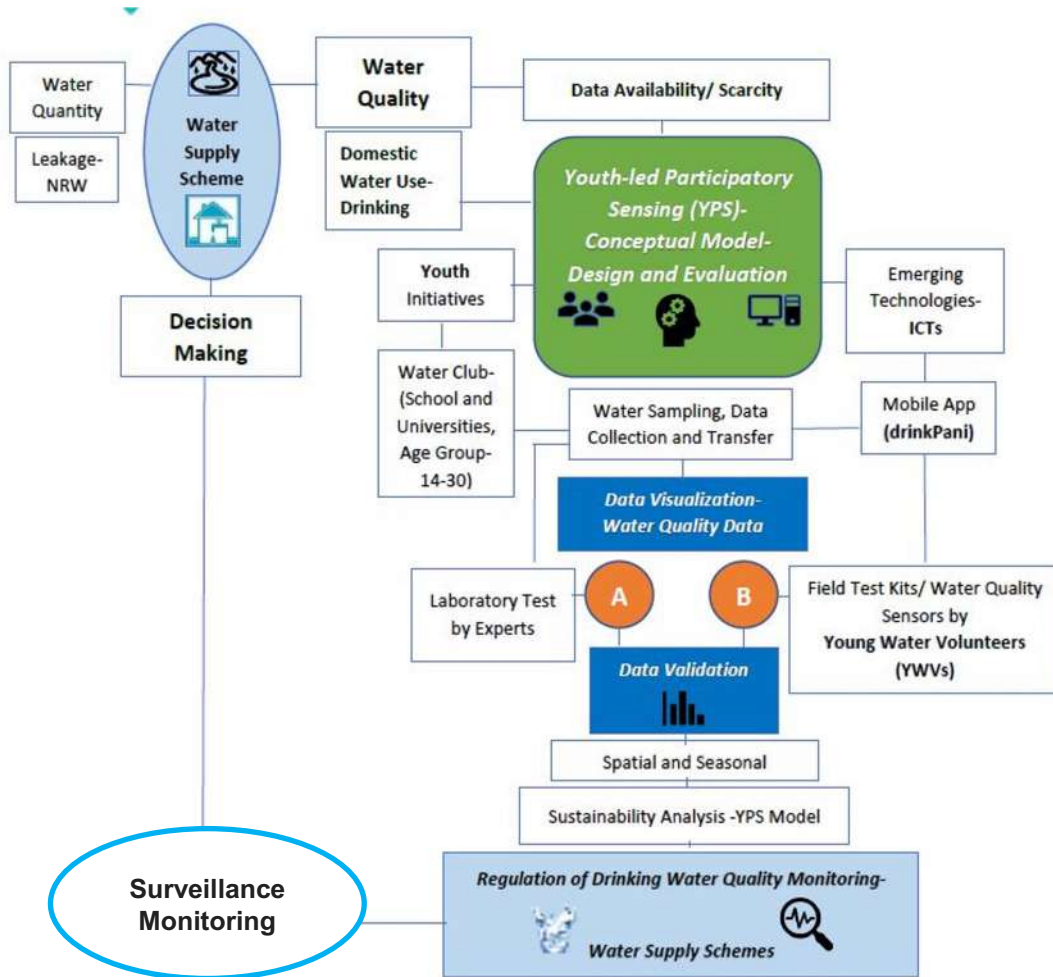 Water
Quantity
Leakage-
NRW
Water
Supply
Scheme
Water
Quality
Data Availability/ Scarcity
Domestic
Water Use-
Drinking
Youth-led Participatory
Sensing (YPS)-
Conceptual Model-
Design and Evaluation
Youth
Initiatives
Emerging
Technologies-
ICTs
Decision
Making
Water Club-
(School and
Universities,
Age Group-
14-30)
Water Sampling, Data
Collection and Transfer
Mobile App
(drinkPani)
Data Visualization-
Water Quality Data
Laboratory Test
by Experts
A
B
Field Test Kits/ Water Quality
Sensors by
Young Water Volunteers
(YWVs)
Data Validation
Spatial and Seasonal
Sustainability Analysis -YPS Model
Surveillance
Monitoring
Regulation of Drinking Water Quality Monitoring-
Water Supply Schemes